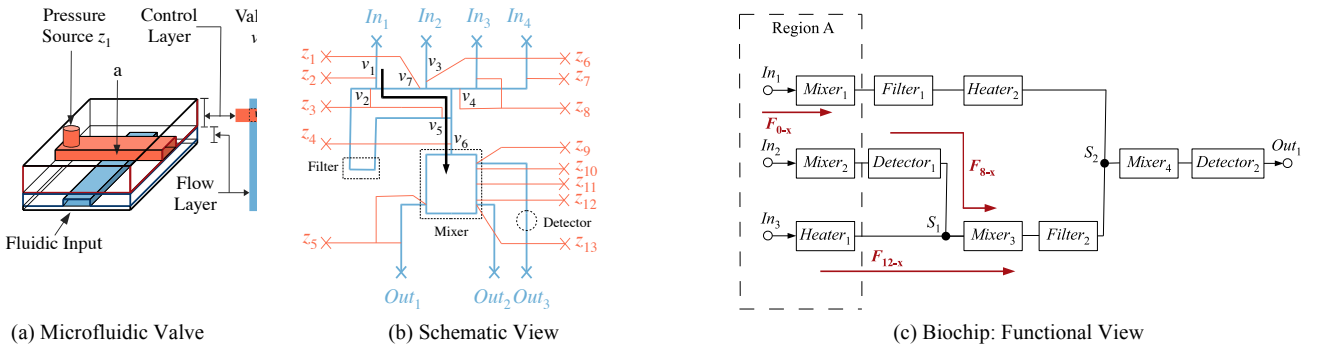 Pressure
Source z1
Control
Layer
a
Flow
Layer
Fluidic Input
(a) Microfluidic Valve
In1
In2
In3
In4
z1
z2
z3
z4
z5
z6
z7
z8
z9
z10
z11
z12
z13
v1
v2
v3
v4
v5
v6
v7
Filter
Mixer
Detector
Out1
Out2
Out3
(b) Schematic View
Region A
In1
Mixer1
Filter1
Heater2
F0-x
In2
Mixer2
Detector1
F8-x
S2
Mixer4
Detector2
Out1
In3
Heater1
S1
Mixer3
Filter2
F12-x
(c) Biochip: Functional View